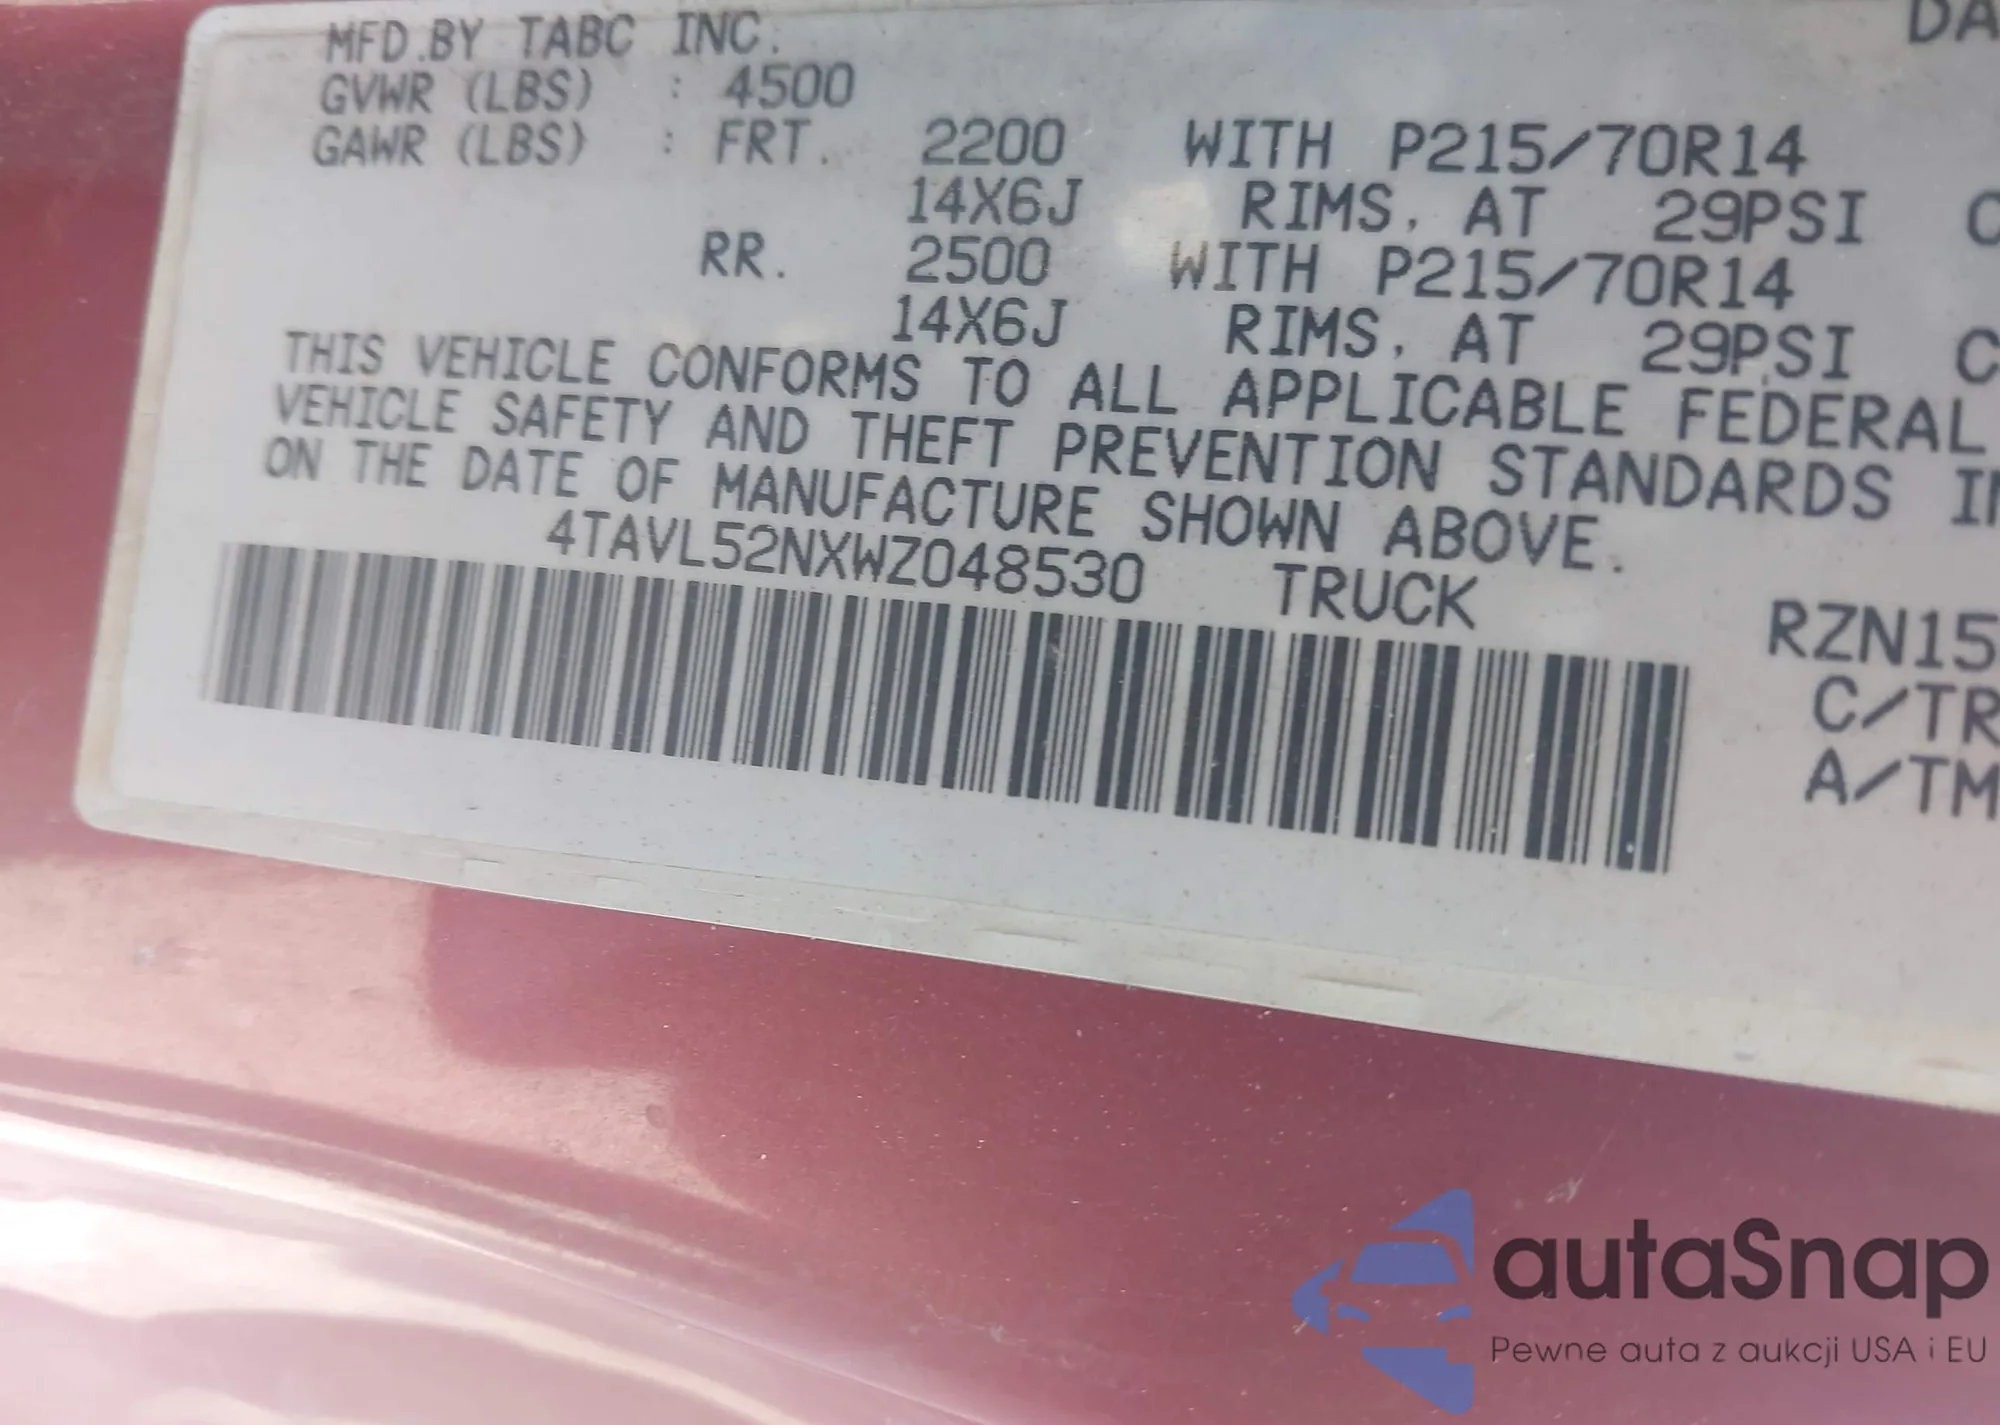 DA
MFD.BY TABC INC.
GVWR (LBS) : 4500
GAWR (LBS) : FRT. 2200 WITH P215/70R14
14X6J RIMS, AT 29PSI C
RR. 2500 WITH P215/70R14
14X6J RIMS, AT 29PSI C
THIS VEHICLE CONFORMS TO ALL APPLICABLE FEDERAL
VEHICLE SAFETY AND THEFT PREVENTION STANDARDS IN
ON THE DATE OF MANUFACTURE SHOWN ABOVE.
4TAVL52NXWZ048530 TRUCK RZN15
C/TR
A/TM
autaSnap
Pewne auta z aukcji USA i EU